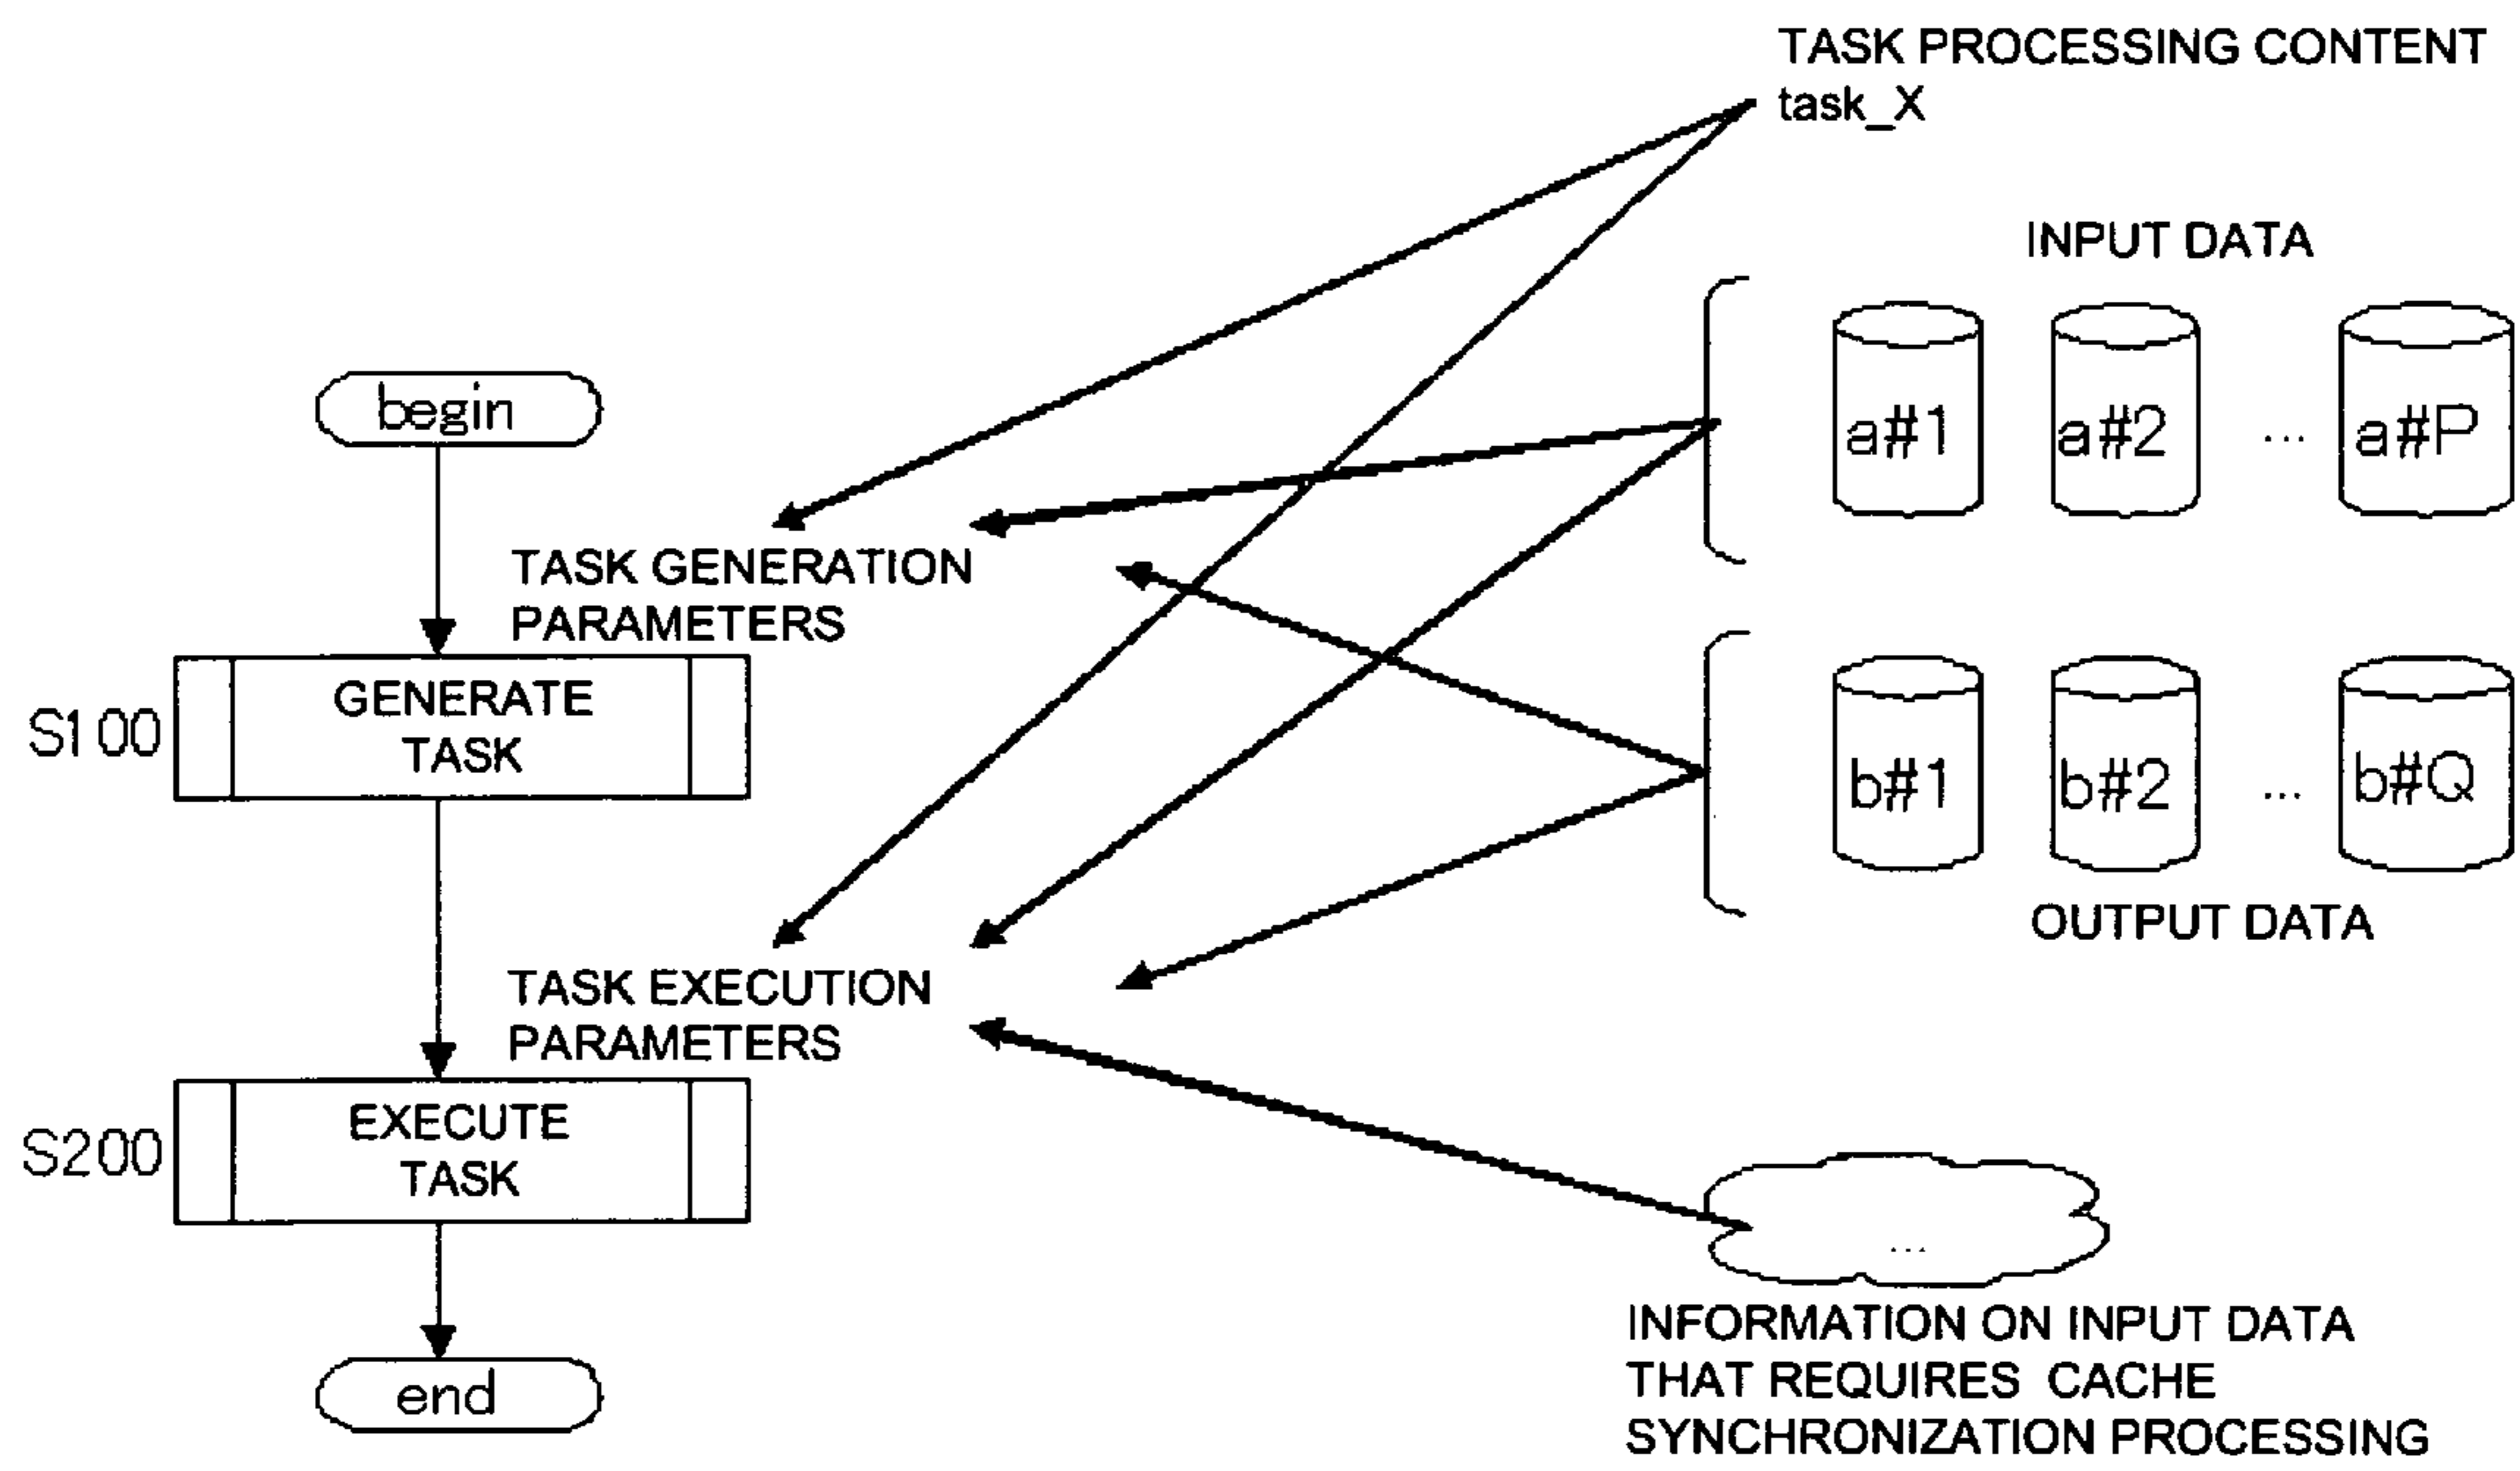 TASK PROCESSING CONTENT
task_X
INPUT DATA
a#1 a#2 ... a#P
begin
TASK GENERATION
PARAMETERS
S100
GENERATE
TASK
b#1 b#2 ... b#Q
OUTPUT DATA
TASK EXECUTION
PARAMETERS
S200
EXECUTE
TASK
...
INFORMATION ON INPUT DATA
THAT REQUIRES CACHE
SYNCHRONIZATION PROCESSING
end